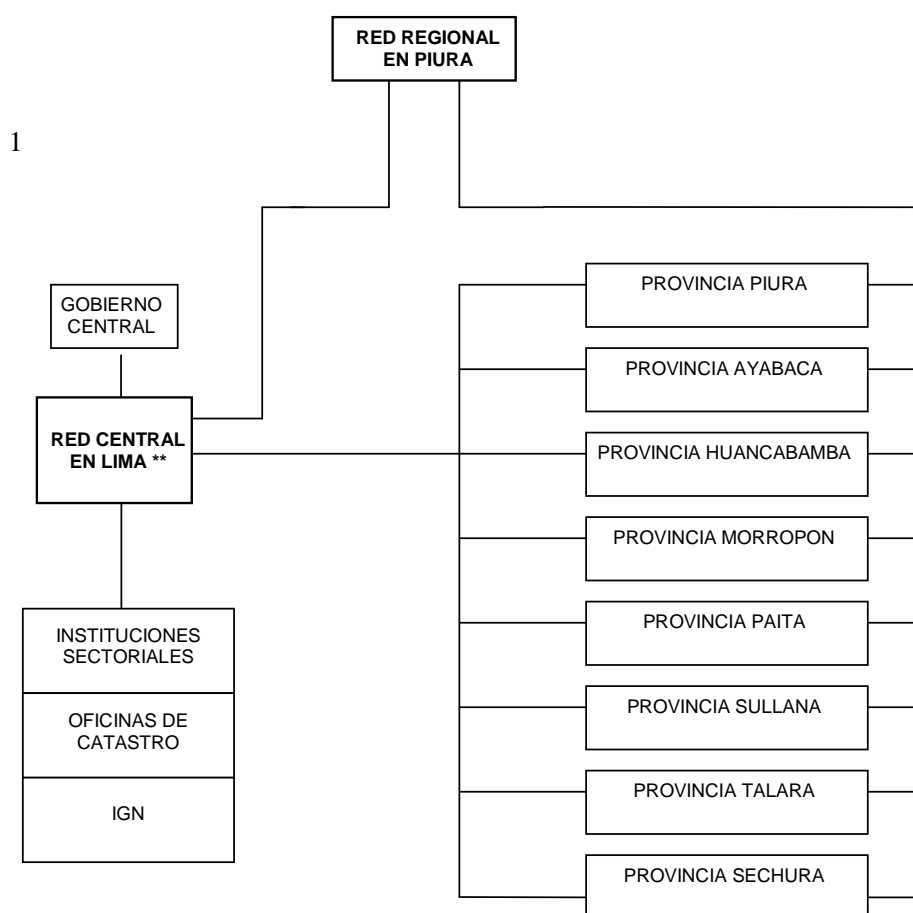 RED REGIONAL
EN PIURA
1
GOBIERNO
CENTRAL
RED CENTRAL
EN LIMA **
INSTITUCIONES
SECTORIALES
OFICINAS DE
CATASTRO
IGN
PROVINCIA PIURA
PROVINCIA AYABACA
PROVINCIA HUANCABAMBA
PROVINCIA MORROPON
PROVINCIA PAITA
PROVINCIA SULLANA
PROVINCIA TALARA
PROVINCIA SECHURA